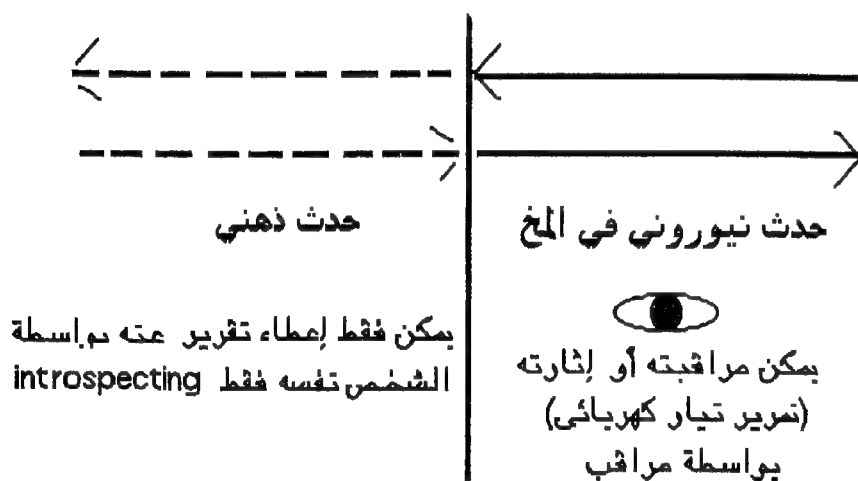 حدث نيوروني في المخ
حدث ذهني
يمكن مراقبته أو إثارته
(تمرير تيار كهربائى)
بواسطة مراقب
يمكن فقط إعطاء تقرير عنه بواسطة
الشخص نفسه فقط introspecting